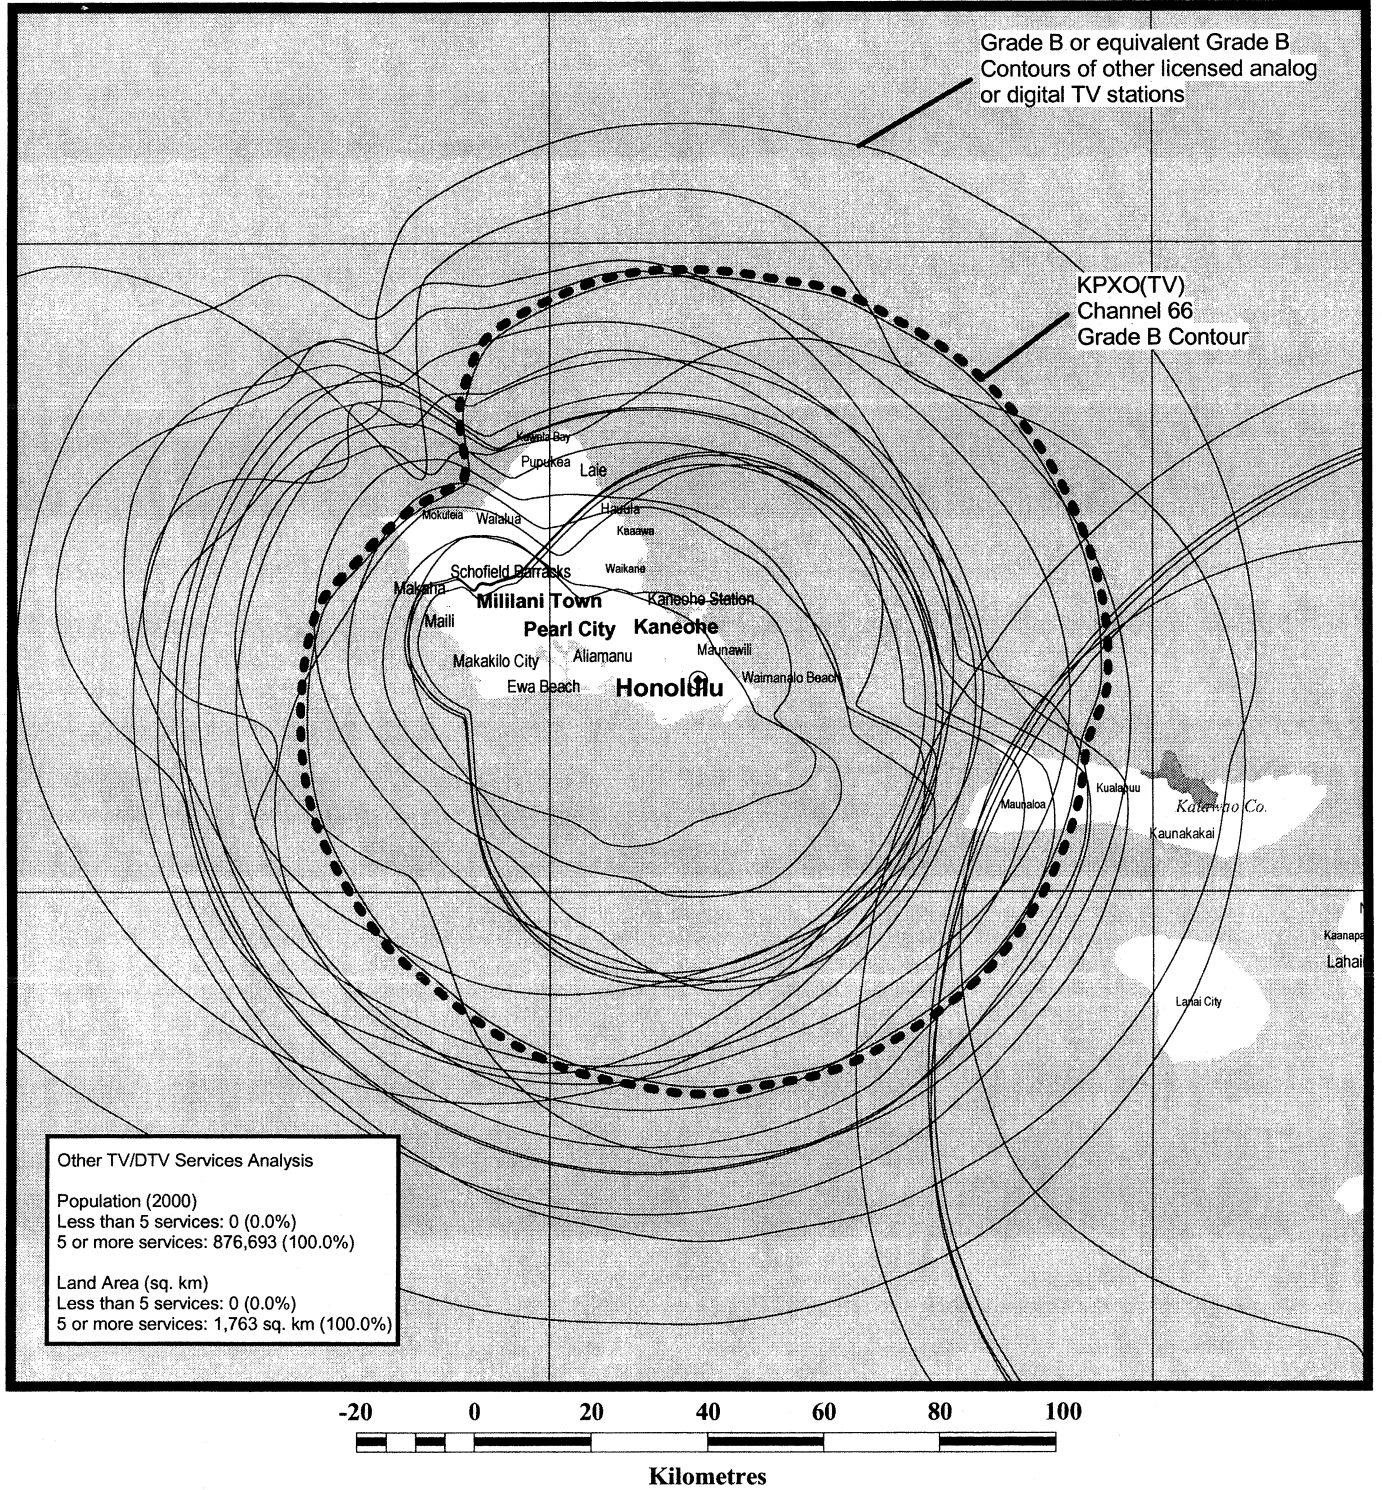 Grade B or equivalent Grade B
Contours of other licensed analog
or digital TV stations
KPXO(TV)
Channel 66
Grade B Contour
Kawela Bay
Pupukea
Laie
Mokuleia
Waialua
Hauula
Kaaawa
Schofield Barracks
Waikane
Makaha
Mililani Town
Kaneohe Station
Maili
Pearl City
Kaneohe
Makakilo City
Aliamanu
Maunawili
Ewa Beach
Honolulu
Waimanalo Beach
Maunaloa
Kualapuu
Kalawao Co.
Kaunakakai
Kaanapa
Lahai
Lanai City
Other TV/DTV Services Analysis
Population (2000)
Less than 5 services: 0 (0.0%)
5 or more services: 876,693 (100.0%)
Land Area (sq. km)
Less than 5 services: 0 (0.0%)
5 or more services: 1,763 sq. km (100.0%)
-20 0 20 40 60 80 100
Kilometres